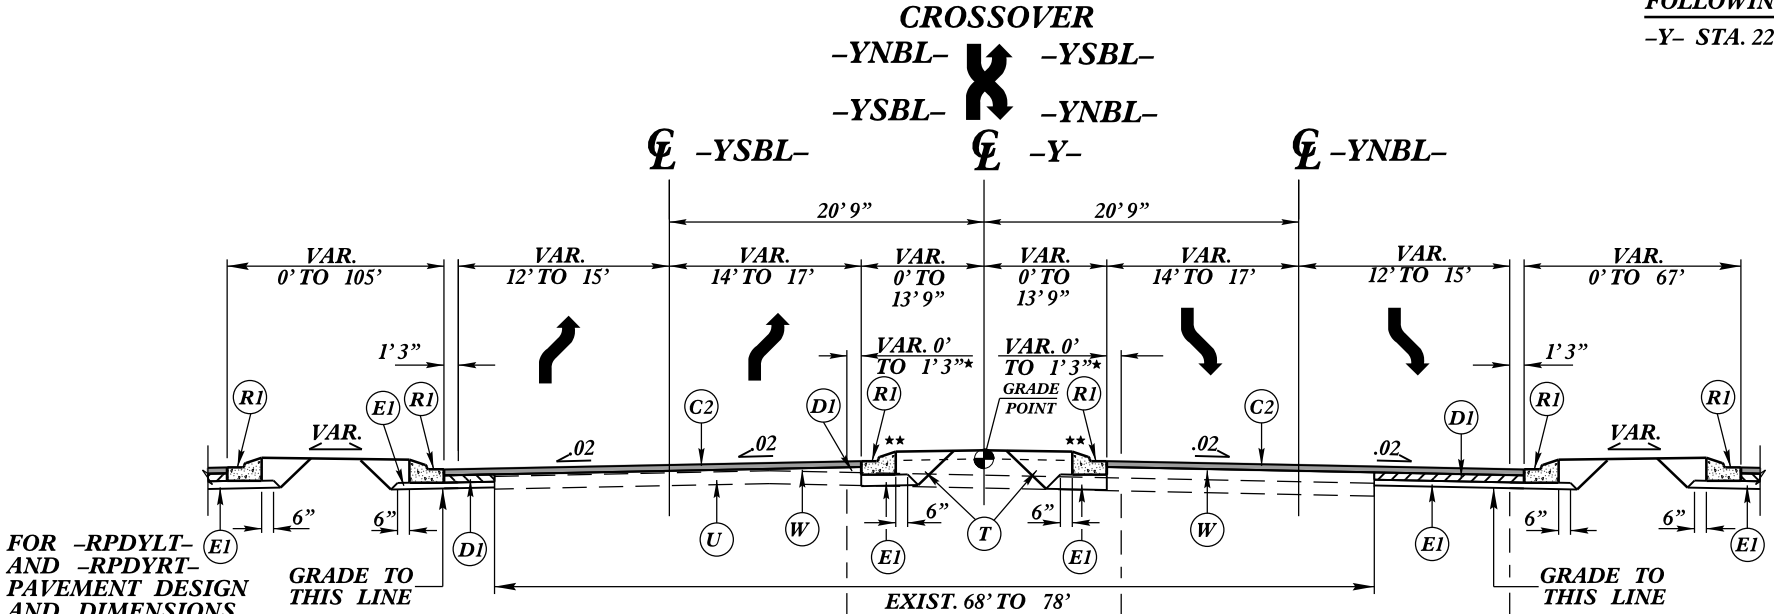 CROSSOVER
FOLLOWIN
–Y– STA. 22
–YNBL– –YSBL–
–YSBL– –YNBL–
CL –YSBL– CL –Y– CL –YNBL–
20' 9" 20' 9"
VAR. VAR. VAR. VAR. VAR. VAR. VAR. VAR.
0' TO 105' 12' TO 15' 14' TO 17' 0' TO 0' TO 14' TO 17' 12' TO 15' 0' TO 67'
13' 9" 13' 9"
1' 3" VAR. 0' VAR. 0' 1' 3"
TO 1' 3"★ TO 1' 3"★
R1 E1 R1 C2 D1 R1 GRADE R1 C2 D1 R1 R1
POINT
VAR. .02 .02 ★★ ★★ .02 .02 VAR.
6" 6" 6" 6" 6" 6"
E1 D1 U W E1 T E1 W E1 E1
FOR –RPDYLT–
AND –RPDYRT–
PAVEMENT DESIGN
AND DIMENSIONS
GRADE TO
THIS LINE
EXIST. 68' TO 78'
GRADE TO
THIS LINE